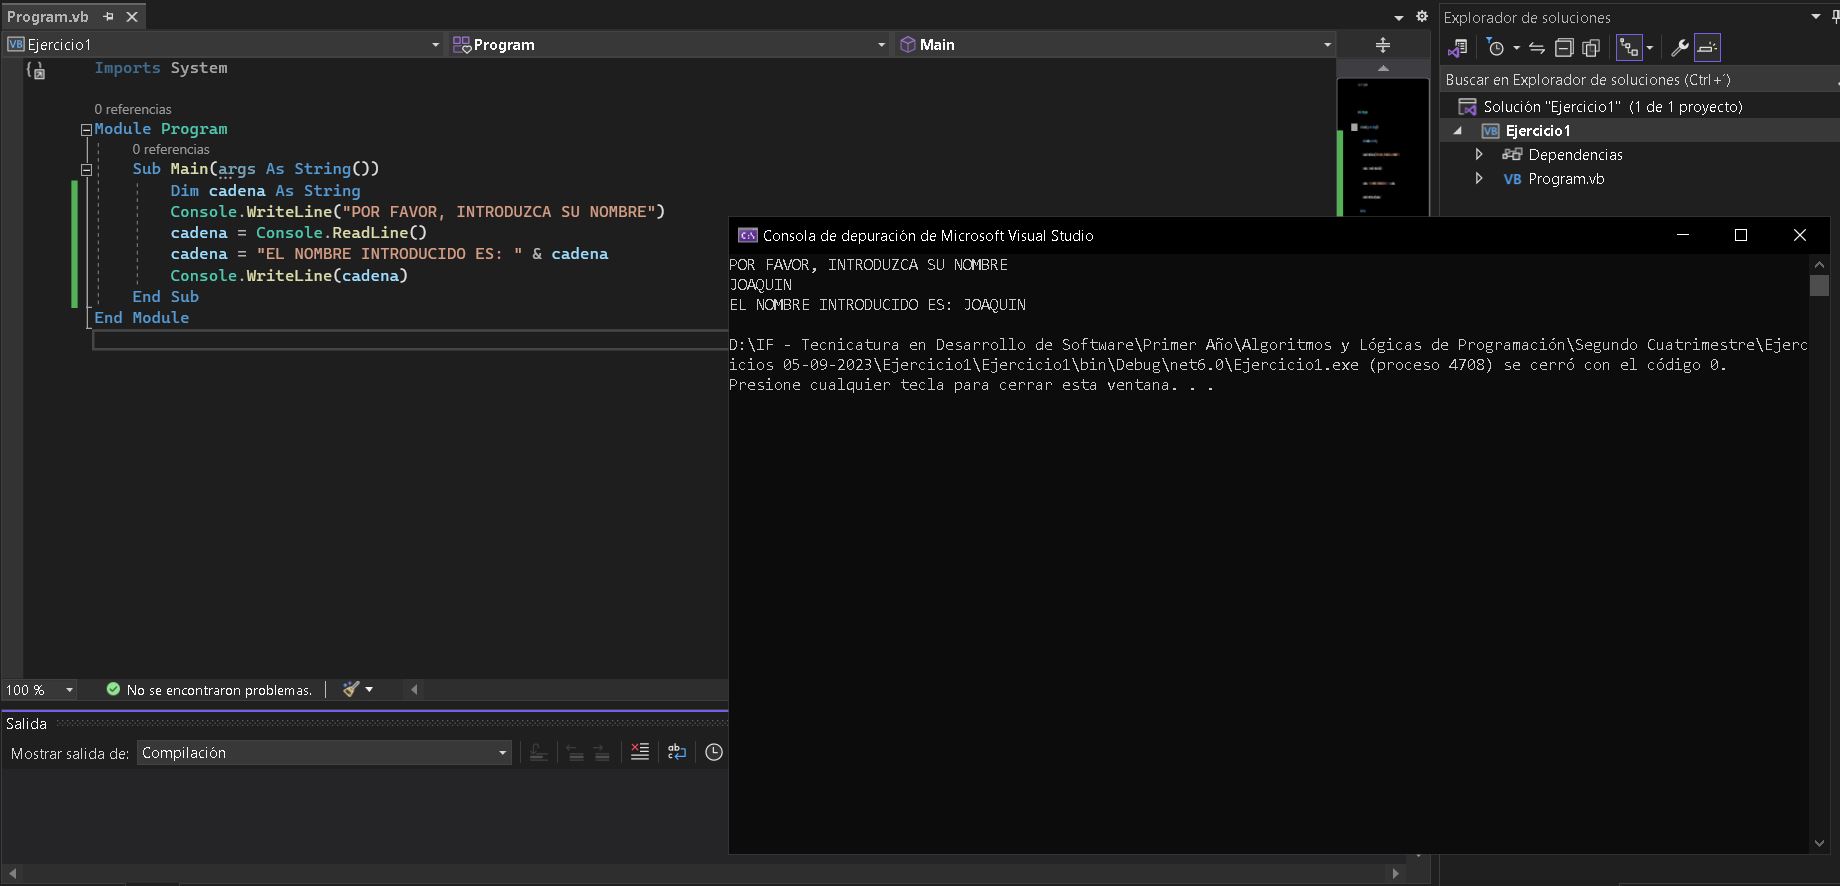 Program.vb
Ejercicio1
Program
Main
Imports System
0 referencias
Module Program
0 referencias
Sub Main(args As String())
Dim cadena As String
Console.WriteLine("POR FAVOR, INTRODUZCA SU NOMBRE")
cadena = Console.ReadLine()
cadena = "EL NOMBRE INTRODUCIDO ES: " & cadena
Console.WriteLine(cadena)
End Sub
End Module
100 %
No se encontraron problemas.
Salida
Mostrar salida de: Compilación
Explorador de soluciones
Buscar en Explorador de soluciones (Ctrl+´)
Solución "Ejercicio1" (1 de 1 proyecto)
VB Ejercicio1
Dependencias
VB Program.vb
Consola de depuración de Microsoft Visual Studio
POR FAVOR, INTRODUZCA SU NOMBRE
JOAQUIN
EL NOMBRE INTRODUCIDO ES: JOAQUIN
D:\IF - Tecnicatura en Desarrollo de Software\Primer Año\Algoritmos y Lógicas de Programación\Segundo Cuatrimestre\Ejerc
icios 05-09-2023\Ejercicio1\Ejercicio1\bin\Debug\net6.0\Ejercicio1.exe (proceso 4708) se cerró con el código 0.
Presione cualquier tecla para cerrar esta ventana. . .